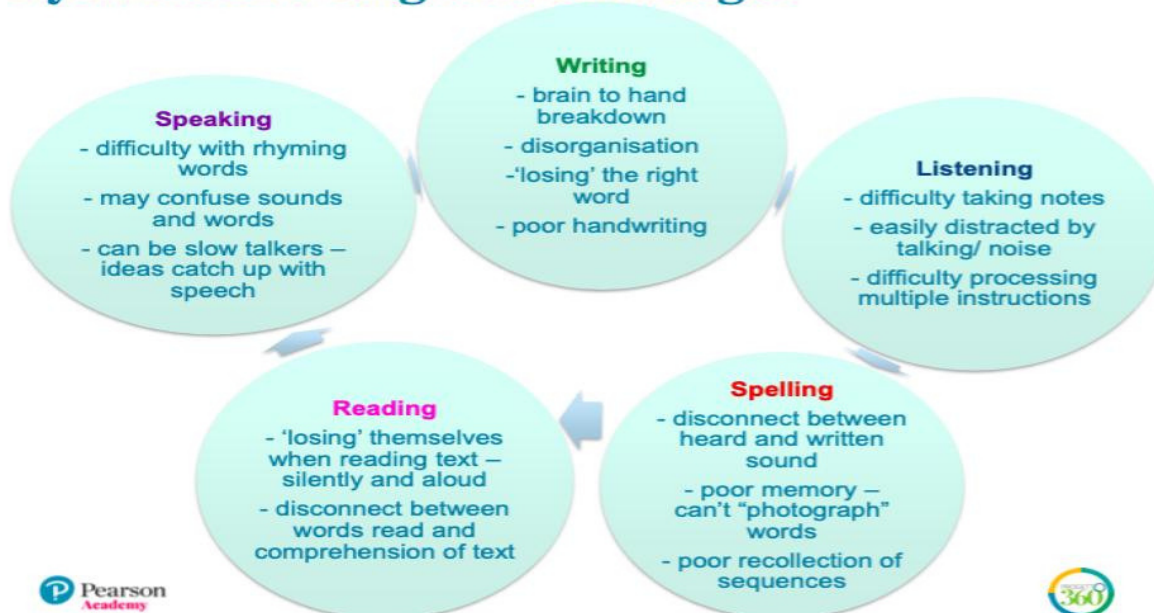 Writing
- brain to hand
breakdown
- disorganisation
-‘losing’ the right
word
- poor handwriting
Speaking
- difficulty with rhyming
words
- may confuse sounds
and words
- can be slow talkers –
ideas catch up with
speech
Listening
- difficulty taking notes
- easily distracted by
talking/ noise
- difficulty processing
multiple instructions
Reading
- ‘losing’ themselves
when reading text –
silently and aloud
- disconnect between
words read and
comprehension of text
Spelling
- disconnect between
heard and written
sound
- poor memory –
can’t “photograph”
words
- poor recollection of
sequences
Pearson
Academy
360